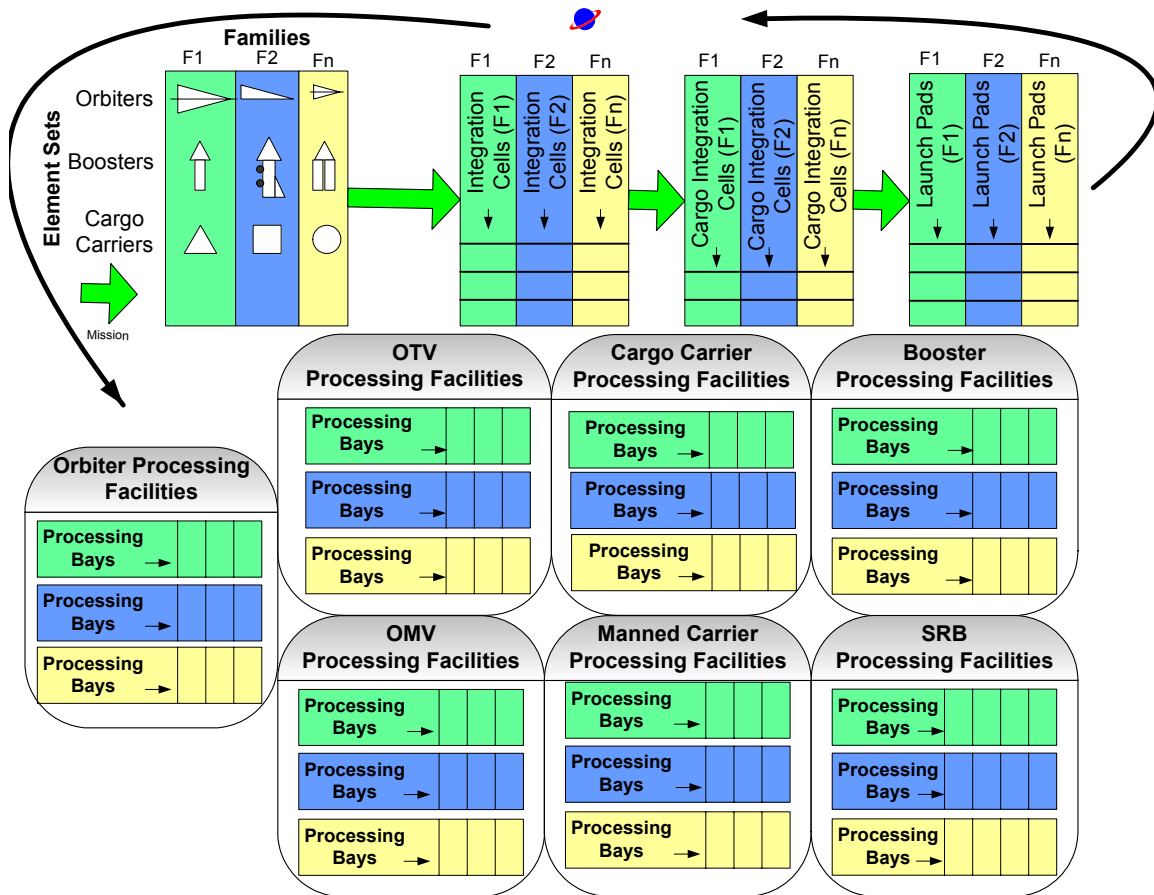 Families
F1
F2
Fn
Element Sets
Orbiters
Boosters
Cargo
Carriers
Mission
F1
F2
Fn
Integration
Cells (F1)
Integration
Cells (F2)
Integration
Cells (Fn)
F1
F2
Fn
Cargo Integration
Cells (F1)
Cargo Integration
Cells (F2)
Cargo Integration
Cells (Fn)
F1
F2
Fn
Launch Pads
(F1)
Launch Pads
(F2)
Launch Pads
(Fn)
Orbiter Processing
Facilities
Processing
Bays
Processing
Bays
Processing
Bays
OTV
Processing Facilities
Processing
Bays
Processing
Bays
Processing
Bays
Cargo Carrier
Processing Facilities
Processing
Bays
Processing
Bays
Processing
Bays
Booster
Processing Facilities
Processing
Bays
Processing
Bays
Processing
Bays
OMV
Processing Facilities
Processing
Bays
Processing
Bays
Processing
Bays
Manned Carrier
Processing Facilities
Processing
Bays
Processing
Bays
Processing
Bays
SRB
Processing Facilities
Processing
Bays
Processing
Bays
Processing
Bays